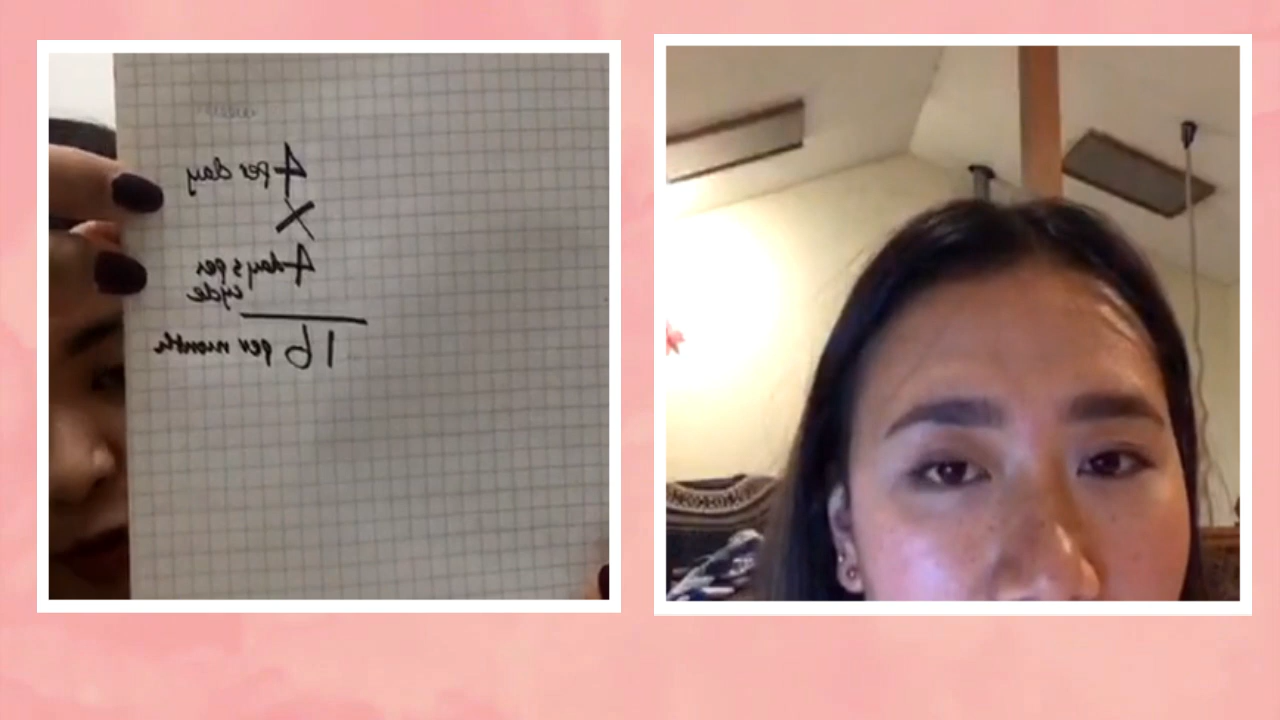 4 per day
X
4 days per
cycle
16 per month